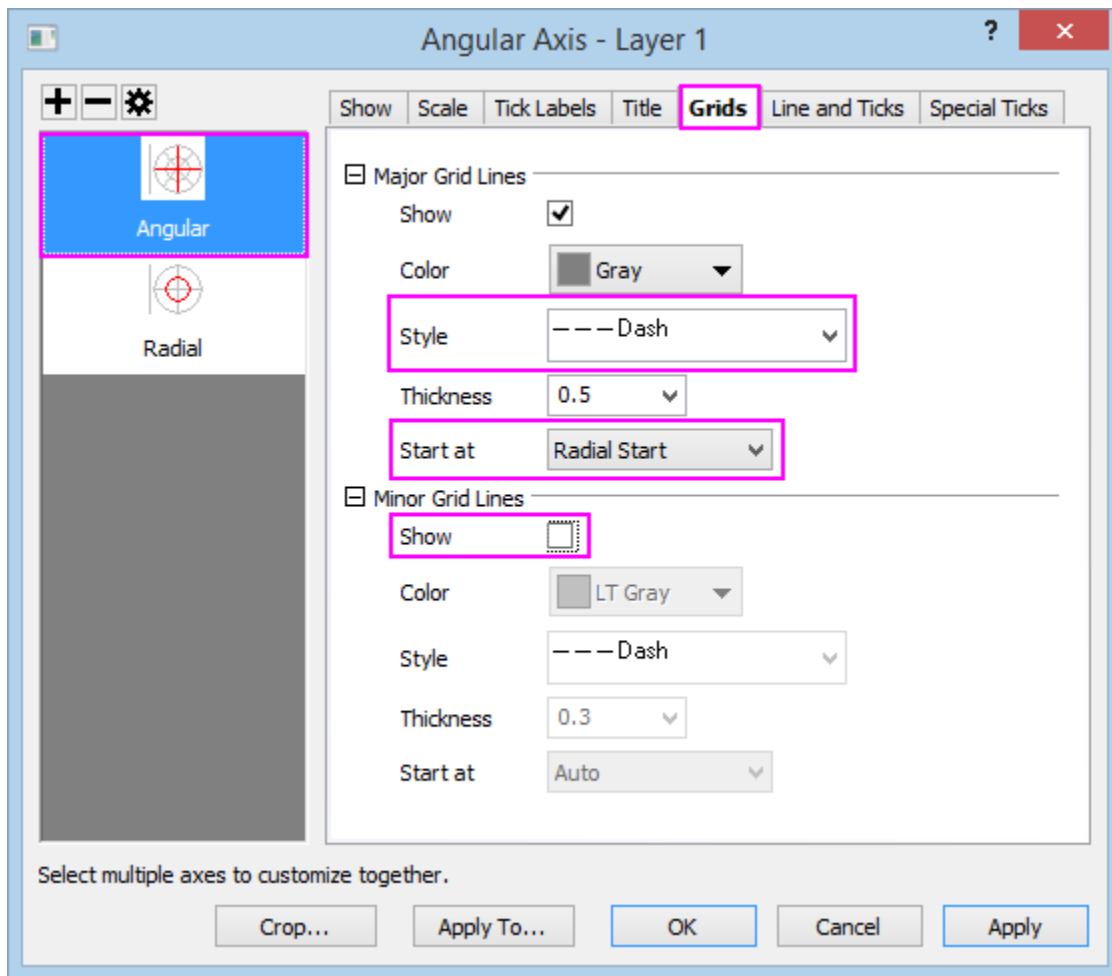 Angular Axis - Layer 1 ?
Show Scale Tick Labels Title Grids Line and Ticks Special Ticks
Angular
Radial
Major Grid Lines
Show
Color Gray
Style Dash
Thickness 0.5
Start at Radial Start
Minor Grid Lines
Show
Color LT Gray
Style Dash
Thickness 0.3
Start at Auto
Select multiple axes to customize together.
Crop... Apply To... OK Cancel Apply